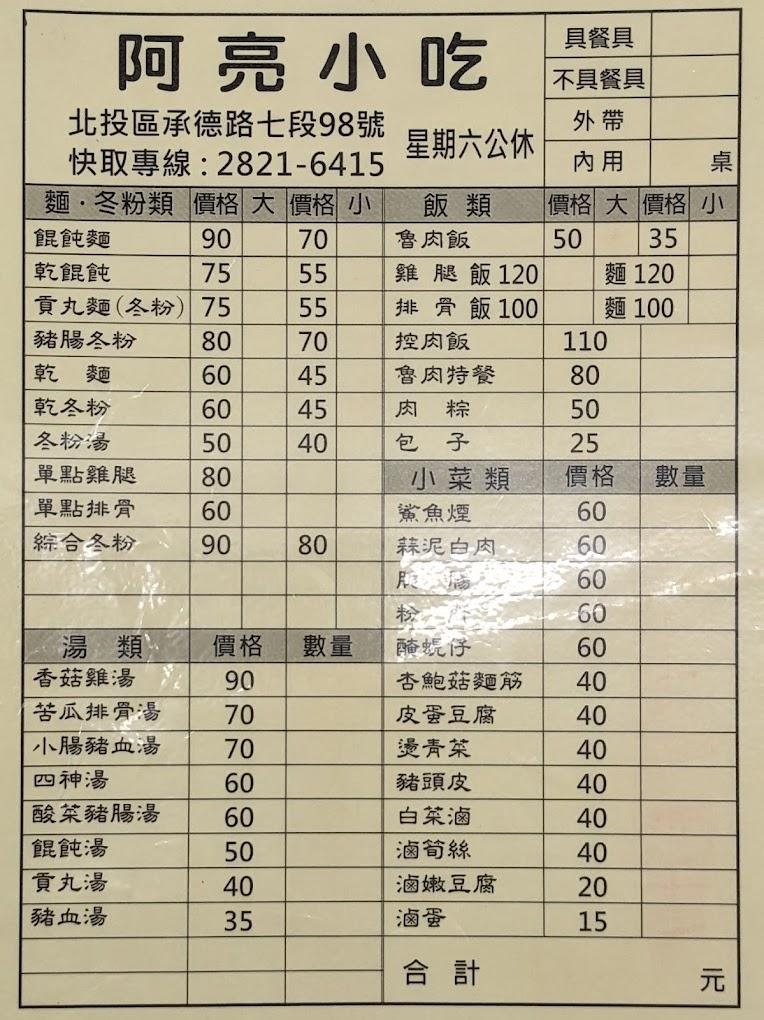 阿亮小吃
北投區承德路七段98號
快取專線：2821-6415
星期六公休
具餐具
不具餐具
外帶
內用 桌
麵·冬粉類 價格 大 價格 小
餛飩麵 90 70
乾餛飩 75 55
貢丸麵(冬粉) 75 55
豬腸冬粉 80 70
乾麵 60 45
乾冬粉 60 45
冬粉湯 50 40
單點雞腿 80
單點排骨 60
綜合冬粉 90 80
湯類 價格 數量
香菇雞湯 90
苦瓜排骨湯 70
小腸豬血湯 70
四神湯 60
酸菜豬腸湯 60
餛飩湯 50
貢丸湯 40
豬血湯 35
飯類 價格 大 價格 小
魯肉飯 50 35
雞腿飯120 麵120
排骨飯100 麵100
控肉飯 110
魯肉特餐 80
肉粽 50
包子 25
小菜類 價格 數量
鯊魚煙 60
蒜泥白肉 60
腸 60
粉 60
醃蜆仔 60
杏鮑菇麵筋 40
皮蛋豆腐 40
燙青菜 40
豬頭皮 40
白菜滷 40
滷筍絲 40
滷嫩豆腐 20
滷蛋 15
合計 元